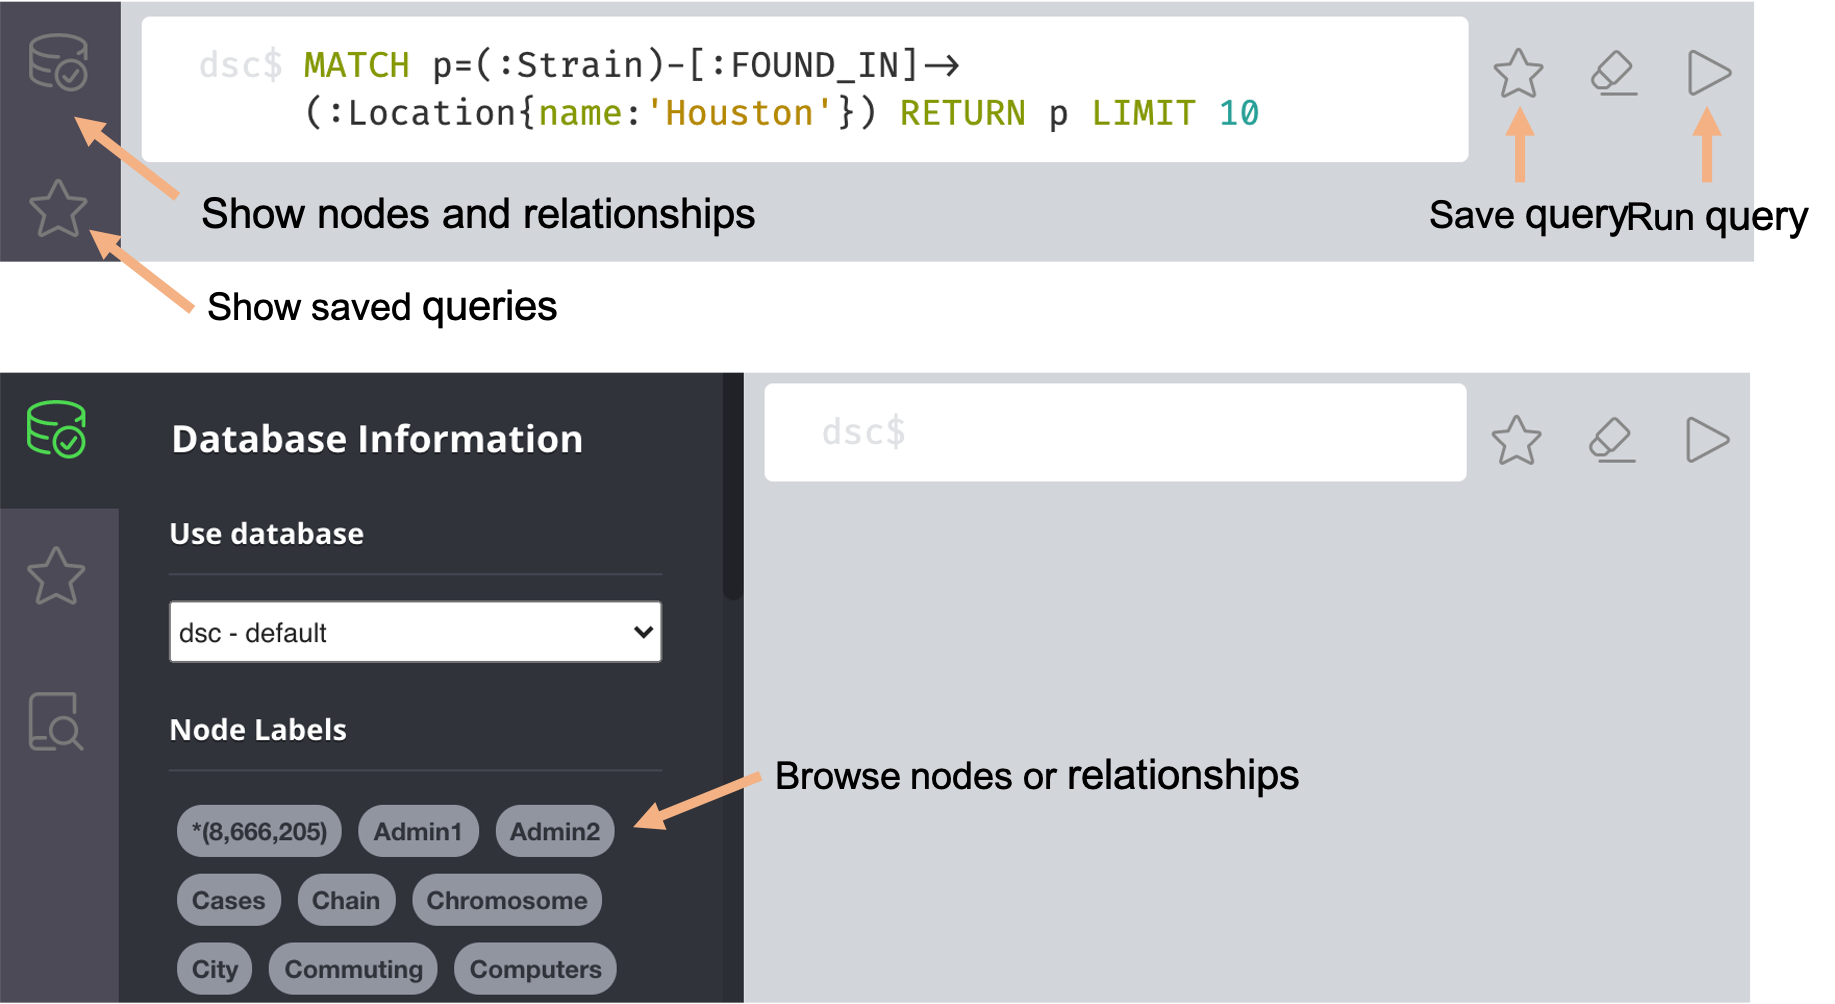 dsc$ MATCH p=(:Strain)-[:FOUND_IN]->
(:Location{name:'Houston'}) RETURN p LIMIT 10
Show nodes and relationships
Save query
Run query
Show saved queries
Database Information
dsc$
Use database
dsc - default
Node Labels
Browse nodes or relationships
*(8,666,205) Admin1 Admin2
Cases Chain Chromosome
City Commuting Computers